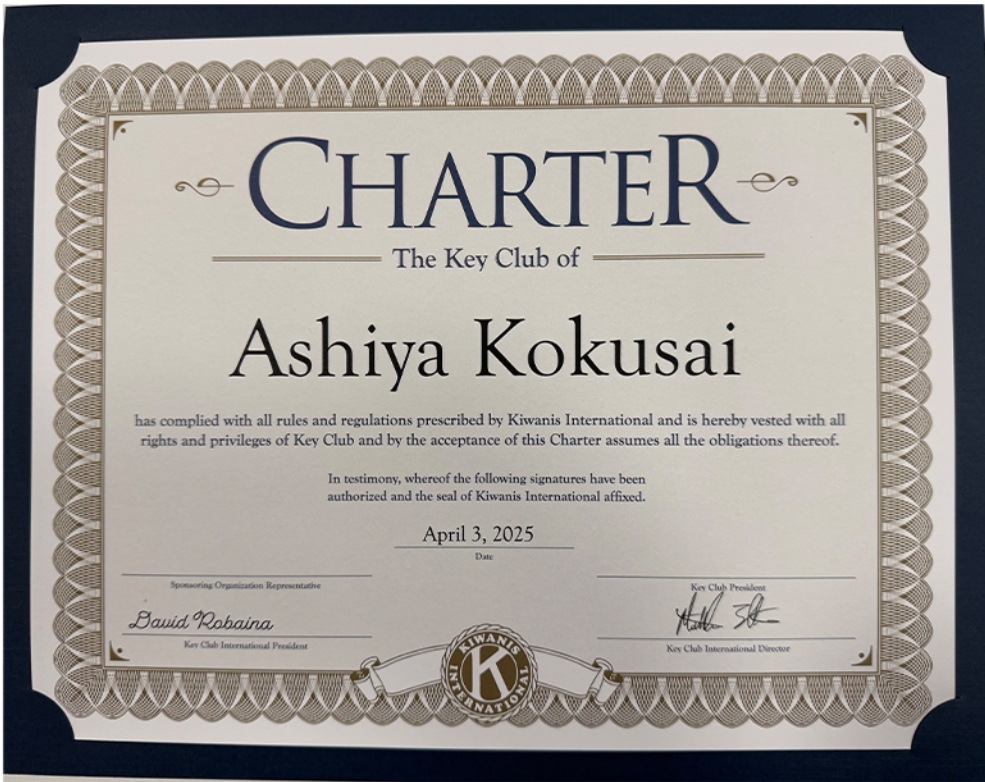 CHARTER
The Key Club of
Ashiya Kokusai
has complied with all rules and regulations prescribed by Kiwanis International and is hereby vested with all
rights and privileges of Key Club and by the acceptance of this Charter assumes all the obligations thereof.
In testimony, whereof the following signatures have been
authorized and the seal of Kiwanis International affixed.
April 3, 2025
Date
Sponsoring Organization Representative
Key Club President
David Robaina
Key Club International President
Key Club International Director
KIWANIS
K
INTERNATIONAL